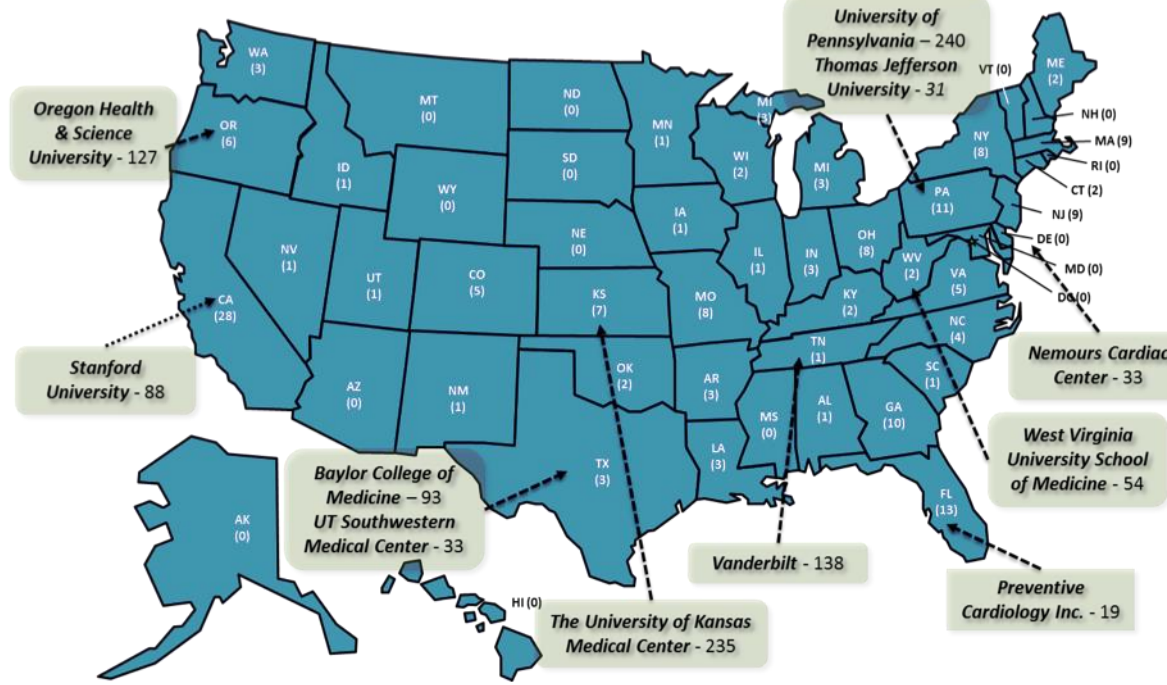 University of
Pennsylvania – 240
Thomas Jefferson
University - 31
Oregon Health
& Science
University - 127
Stanford
University - 88
Baylor College of
Medicine – 93
UT Southwestern
Medical Center - 33
The University of Kansas
Medical Center - 235
Vanderbilt - 138
Preventive
Cardiology Inc. - 19
West Virginia
University School
of Medicine - 54
Nemours Cardiac
Center - 33
WA
(3)
OR
(6)
CA
(28)
NV
(1)
ID
(1)
MT
(0)
WY
(0)
UT
(1)
CO
(5)
AZ
(0)
NM
(1)
ND
(0)
SD
(0)
NE
(0)
KS
(7)
OK
(2)
TX
(3)
MN
(1)
IA
(1)
MO
(8)
AR
(3)
LA
(3)
WI
(2)
IL
(1)
MI
(3)
MI
(3)
IN
(3)
OH
(8)
KY
(2)
TN
(1)
MS
(0)
AL
(1)
GA
(10)
FL
(13)
SC
(1)
NC
(4)
VA
(5)
WV
(2)
PA
(11)
NY
(8)
VT (0)
ME
(2)
NH (0)
MA (9)
RI (0)
CT (2)
NJ (9)
DE (0)
MD (0)
DC (0)
AK
(0)
HI (0)